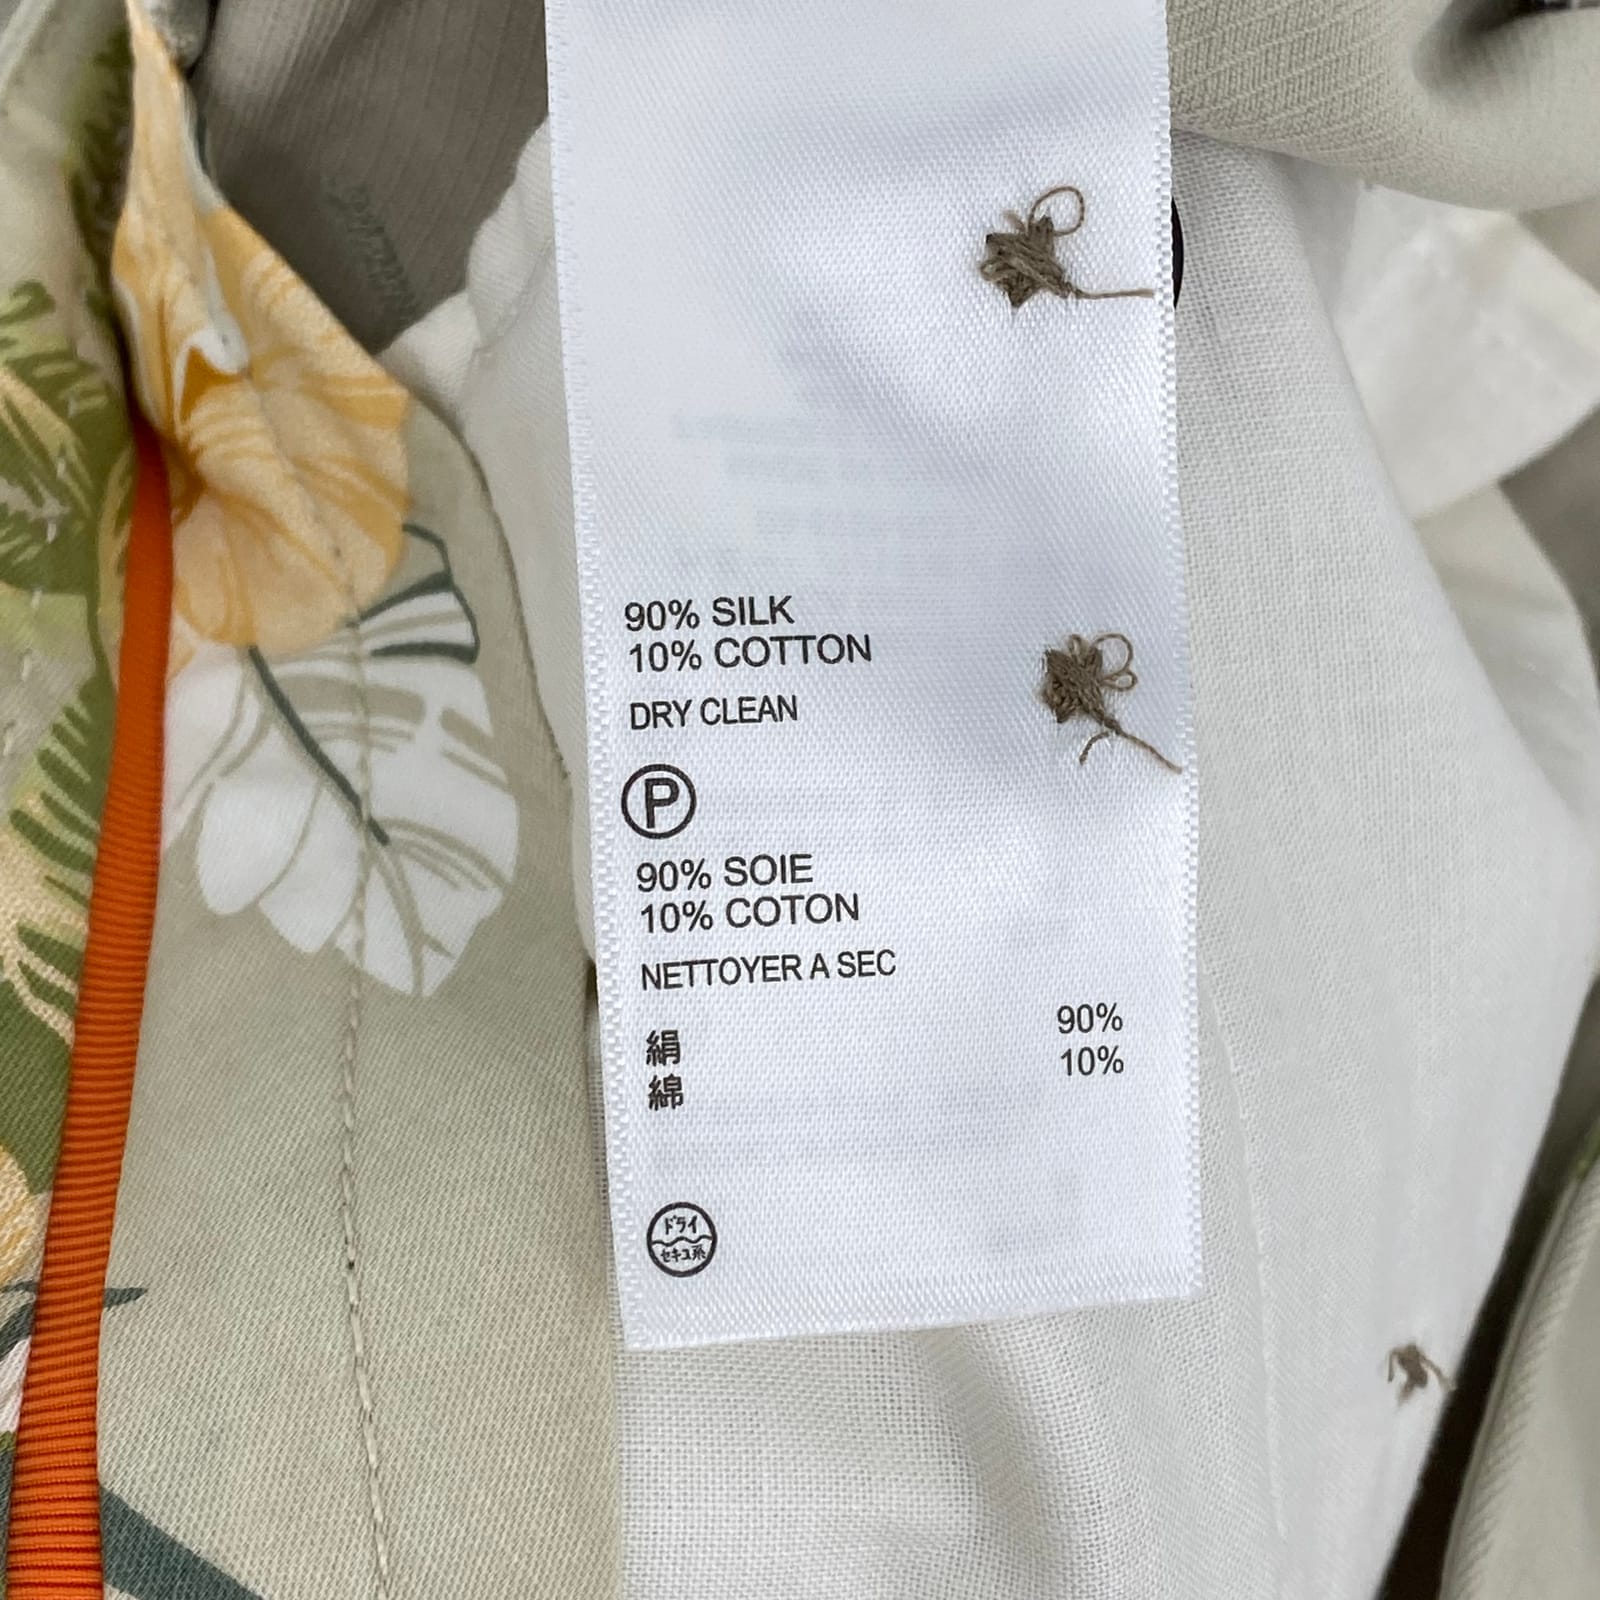 90% SILK
10% COTTON
DRY CLEAN
P
90% SOIE
10% COTON
NETTOYER A SEC
絹 90%
綿 10%
ドライ
セキユ系